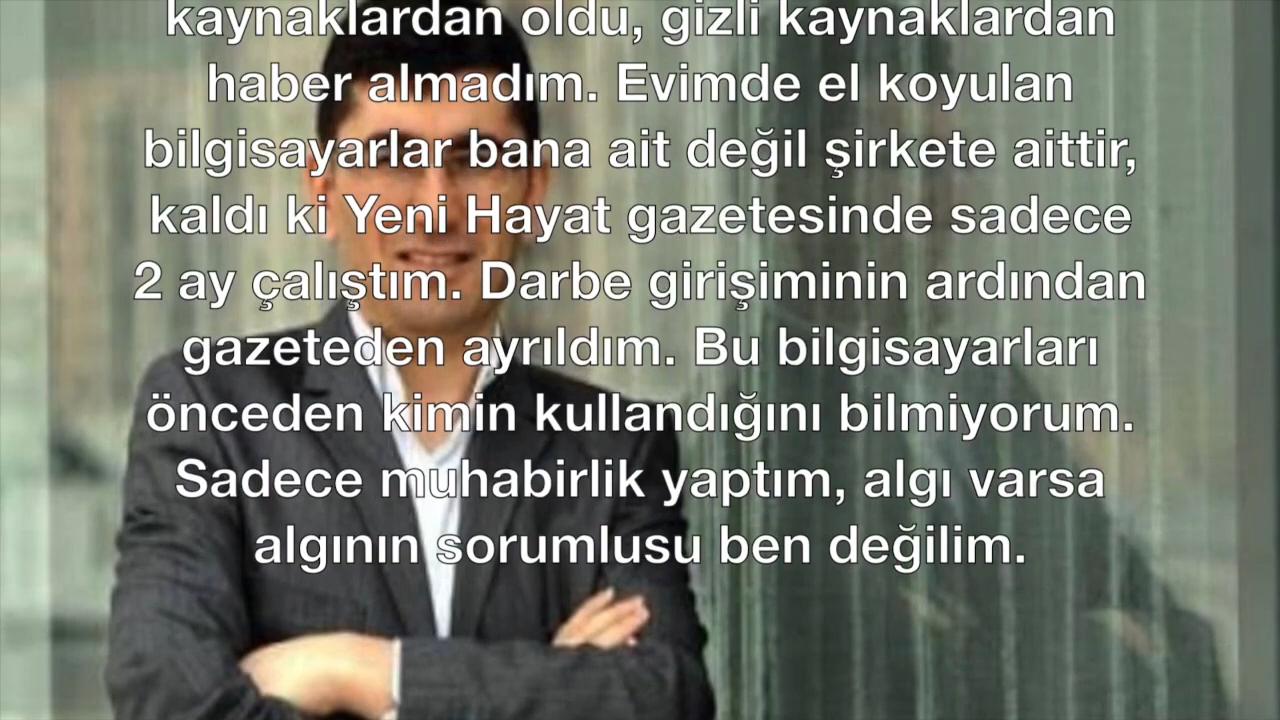 kaynaklardan oldu, gizli kaynaklardan
haber almadım. Evimde el koyulan
bilgisayarlar bana ait değil şirkete aittir,
kaldı ki Yeni Hayat gazetesinde sadece
2 ay çalıştım. Darbe girişiminin ardından
gazeteden ayrıldım. Bu bilgisayarları
önceden kimin kullandığını bilmiyorum.
Sadece muhabirlik yaptım, algı varsa
algının sorumlusu ben değilim.